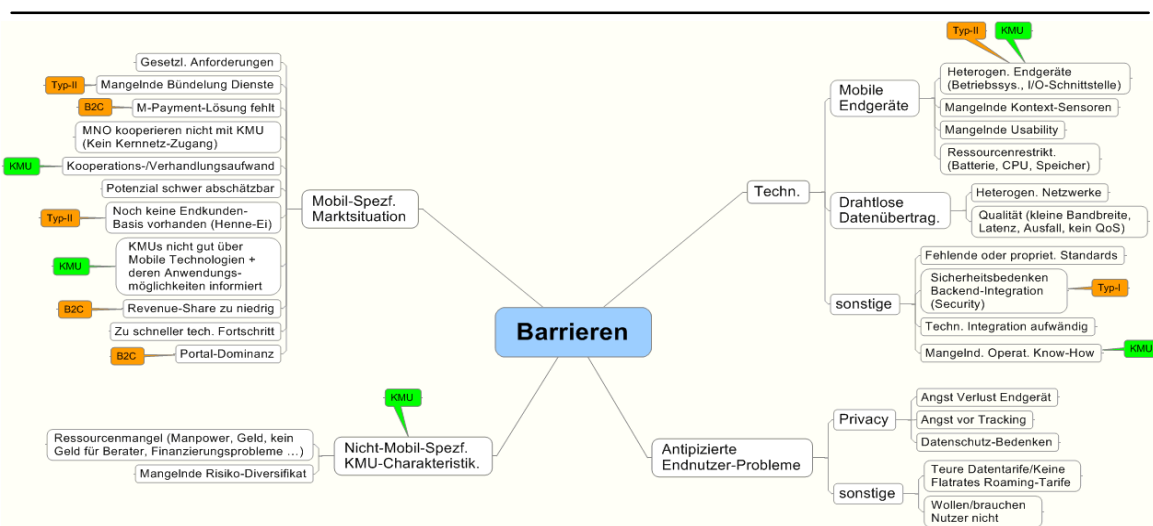 Gesetzl. Anforderungen
Typ-II
Mangelnde Bündelung Dienste
B2C
M-Payment-Lösung fehlt
MNO kooperieren nicht mit KMU
(Kein Kernnetz-Zugang)
KMU
Kooperations-/Verhandlungsaufwand
Potenzial schwer abschätzbar
Typ-II
Noch keine Endkunden-
Basis vorhanden (Henne-Ei)
KMU
KMUs nicht gut über
Mobile Technologien +
deren Anwendungs-
möglichkeiten informiert
B2C
Revenue-Share zu niedrig
Zu schneller tech. Fortschritt
B2C
Portal-Dominanz
Mobil-Spezf.
Marktsituation
KMU
Ressourcenmangel (Manpower, Geld, kein
Geld für Berater, Finanzierungsprobleme ...)
Mangelnde Risiko-Diversifikat
Nicht-Mobil-Spezf.
KMU-Charakteristik.
Barrieren
Techn.
Mobile
Endgeräte
Typ-II
KMU
Heterogen. Endgeräte
(Betriebssys., I/O-Schnittstelle)
Mangelnde Kontext-Sensoren
Mangelnde Usability
Ressourcenrestrikt.
(Batterie, CPU, Speicher)
Drahtlose
Datenübertrag.
Heterogen. Netzwerke
Qualität (kleine Bandbreite,
Latenz, Ausfall, kein QoS)
sonstige
Fehlende oder propriet. Standards
Sicherheitsbedenken
Backend-Integration
(Security)
Typ-I
Techn. Integration aufwändig
Mangelnd. Operat. Know-How
KMU
Antipizierte
Endnutzer-Probleme
Privacy
Angst Verlust Endgerät
Angst vor Tracking
Datenschutz-Bedenken
sonstige
Teure Datentarife/Keine
Flatrates Roaming-Tarife
Wollen/brauchen
Nutzer nicht